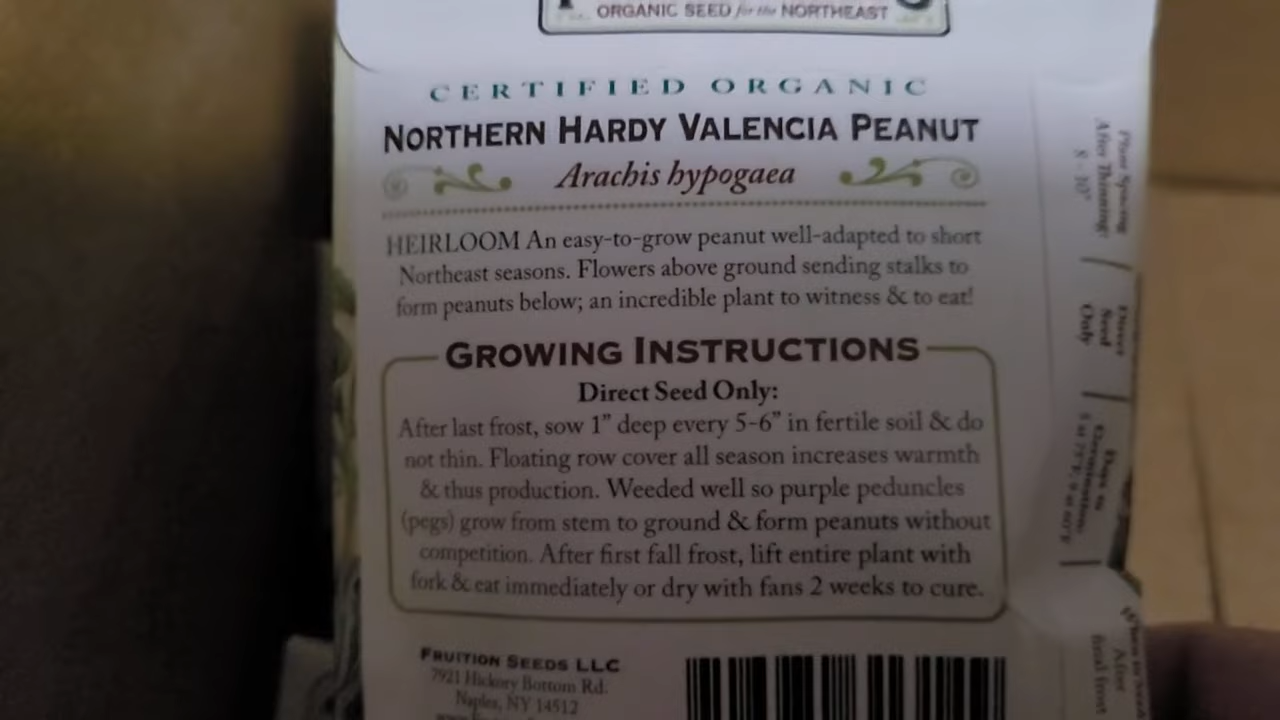 ORGANIC SEED for the NORTHEAST
CERTIFIED ORGANIC
NORTHERN HARDY VALENCIA PEANUT
Arachis hypogaea
HEIRLOOM An easy-to-grow peanut well-adapted to short
Northeast seasons. Flowers above ground sending stalks to
form peanuts below; an incredible plant to witness & to eat!
GROWING INSTRUCTIONS
Direct Seed Only:
After last frost, sow 1" deep every 5-6" in fertile soil & do
not thin. Floating row cover all season increases warmth
& thus production. Weeded well so purple peduncles
(pegs) grow from stem to ground & form peanuts without
competition. After first fall frost, lift entire plant with
fork & eat immediately or dry with fans 2 weeks to cure.
FRUITION SEEDS LLC
7921 Hickory Bottom Rd.
Naples, NY 14512
Plant Spacing
After Thinning:
8 - 10"
Direct
Seed
Only
Days to
Germination:
After
frost